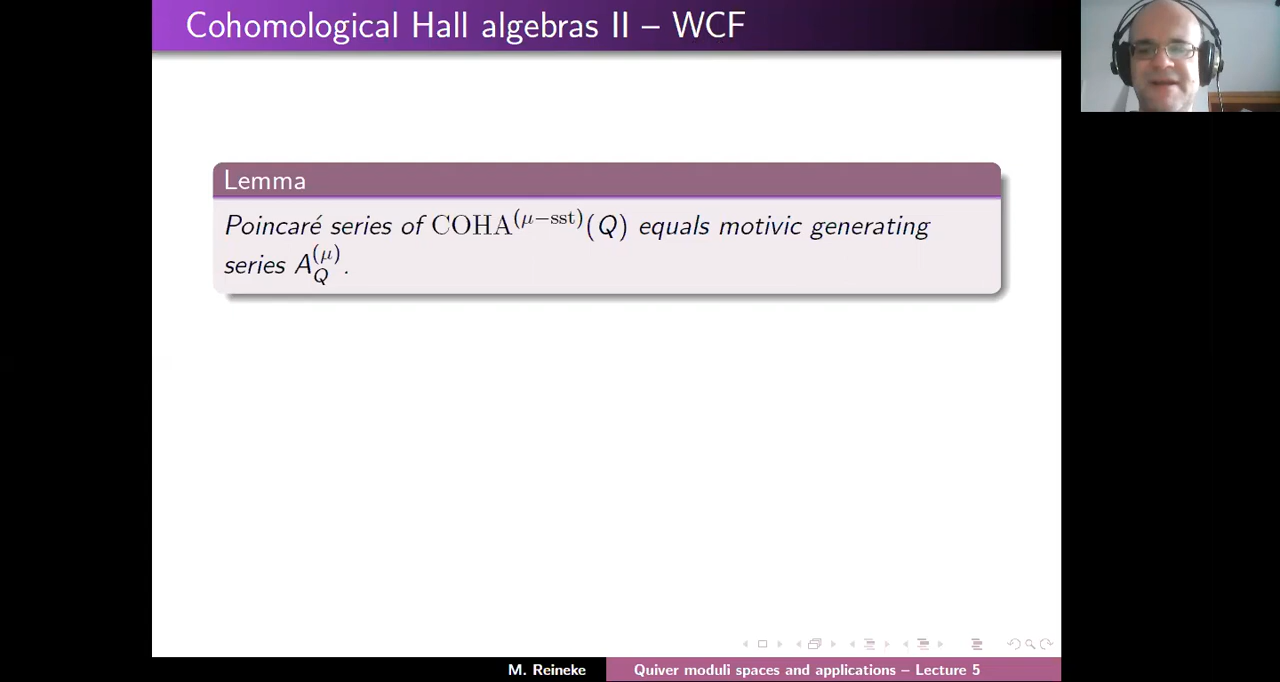 Cohomological Hall algebras II – WCF
Lemma
Poincaré series of COHA^{(μ−sst)}(Q) equals motivic generating
series A_Q^{(μ)}.
M. Reineke
Quiver moduli spaces and applications – Lecture 5